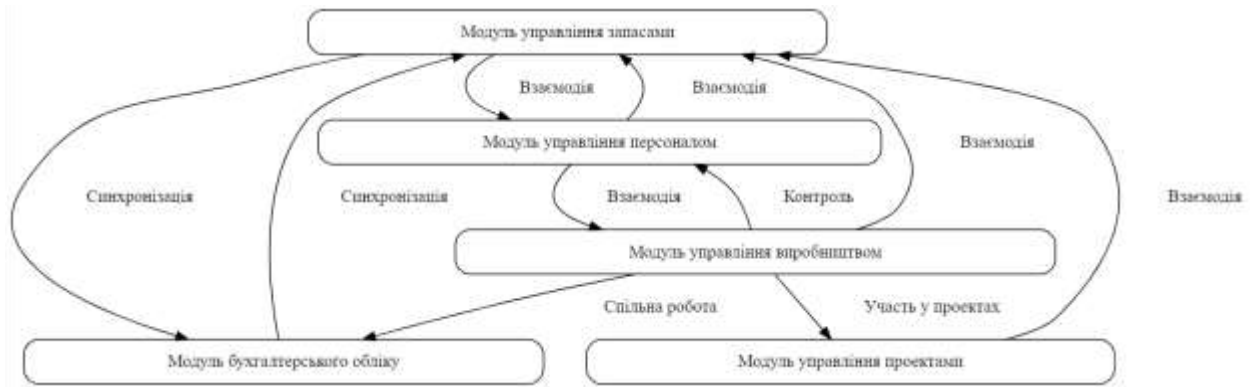 Модуль управління запасами
Взаємодія
Взаємодія
Модуль управління персоналом
Взаємодія
Синхронізація
Синхронізація
Взаємодія
Контроль
Взаємодія
Модуль управління виробництвом
Спільна робота
Участь у проектах
Модуль бухгалтерського обліку
Модуль управління проектами